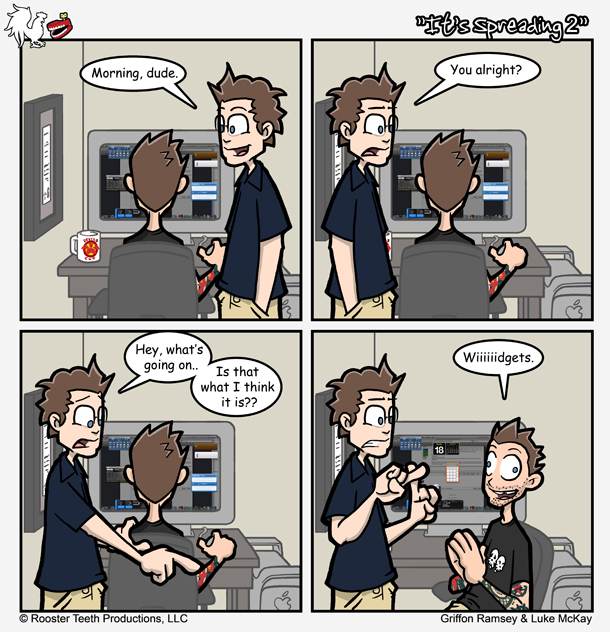 "It's spreading 2"
Morning, dude.
You alright?
Hey, what's
going on..
Is that
what I think
it is??
Wiiiiiidgets.
18
© Rooster Teeth Productions, LLC
Griffon Ramsey & Luke McKay